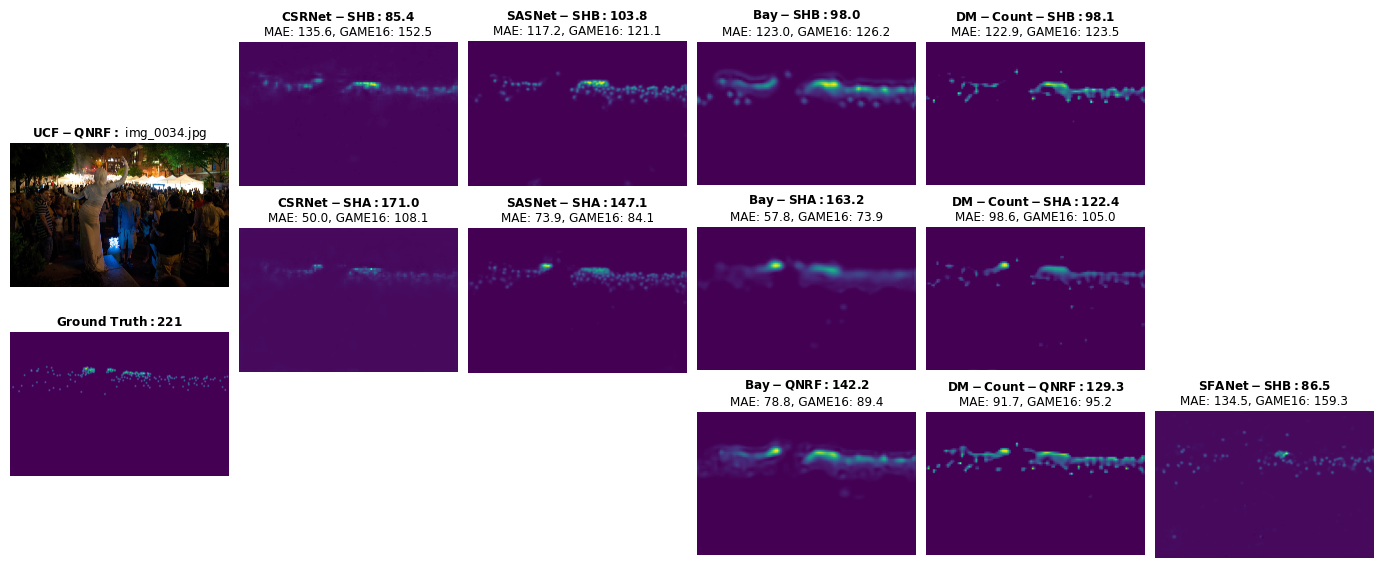 CSRNet − SHB : 85.4
MAE: 135.6, GAME16: 152.5
SASNet − SHB : 103.8
MAE: 117.2, GAME16: 121.1
Bay − SHB : 98.0
MAE: 123.0, GAME16: 126.2
DM − Count − SHB : 98.1
MAE: 122.9, GAME16: 123.5
UCF − QNRF : img_0034.jpg
CSRNet − SHA : 171.0
MAE: 50.0, GAME16: 108.1
SASNet − SHA : 147.1
MAE: 73.9, GAME16: 84.1
Bay − SHA : 163.2
MAE: 57.8, GAME16: 73.9
DM − Count − SHA : 122.4
MAE: 98.6, GAME16: 105.0
Ground Truth : 221
Bay − QNRF : 142.2
MAE: 78.8, GAME16: 89.4
DM − Count − QNRF : 129.3
MAE: 91.7, GAME16: 95.2
SFANet − SHB : 86.5
MAE: 134.5, GAME16: 159.3